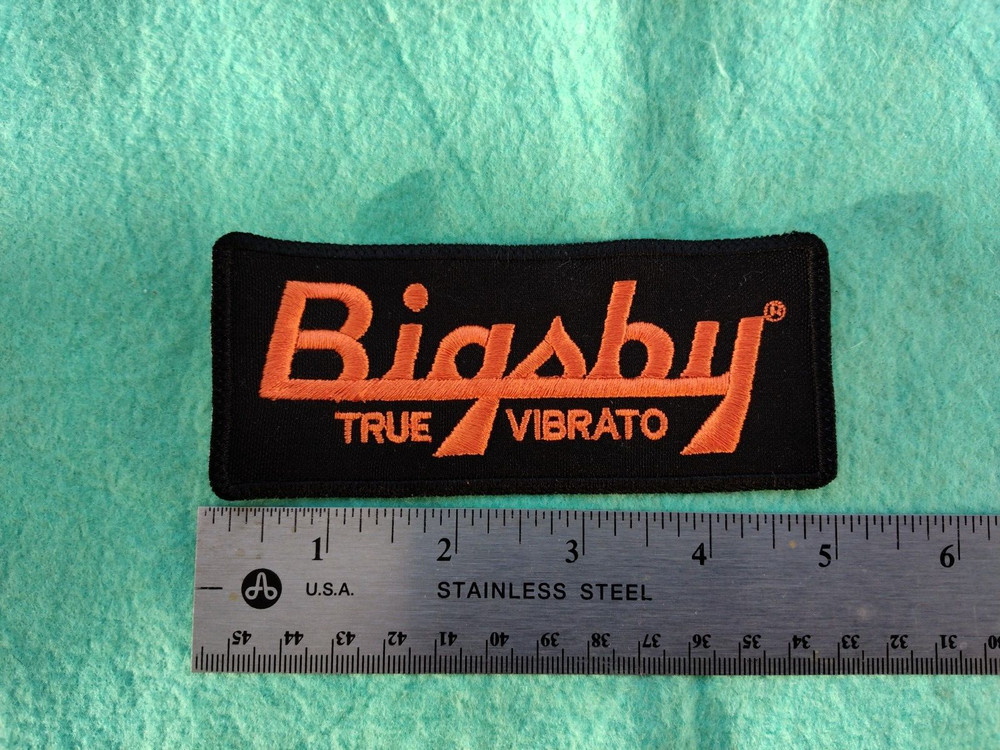 Bigsby®
TRUE VIBRATO
1 2 3 4 5 6
U.S.A. STAINLESS STEEL
45 44 43 42 41 40 39 38 37 36 35 34 33 32 31